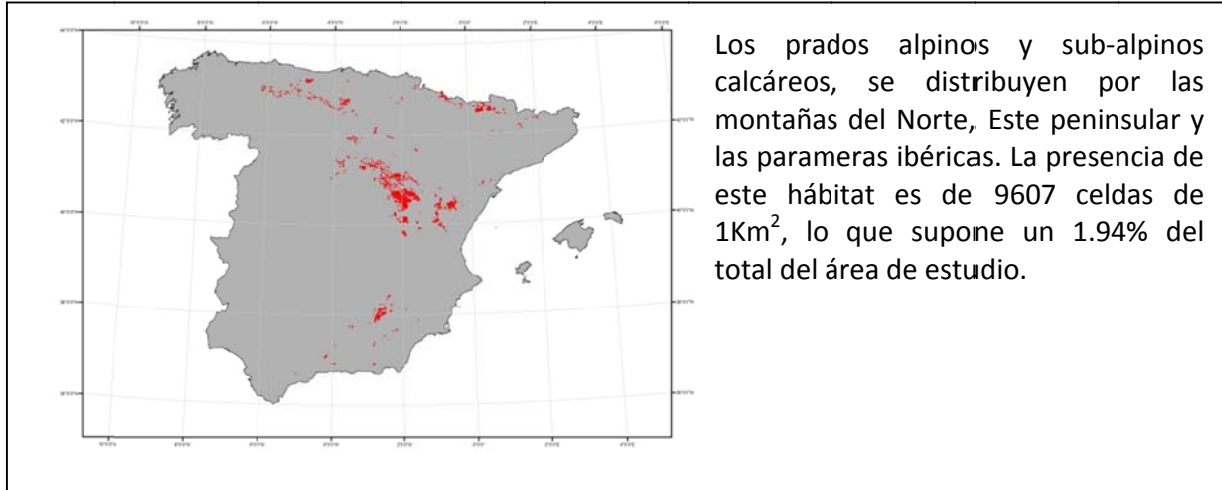 Los prados alpinos y sub-alpinos
calcáreos, se distribuyen por las
montañas del Norte, Este peninsular y
las parameras ibéricas. La presencia de
este hábitat es de 9607 celdas de
1Km², lo que supone un 1.94% del
total del área de estudio.